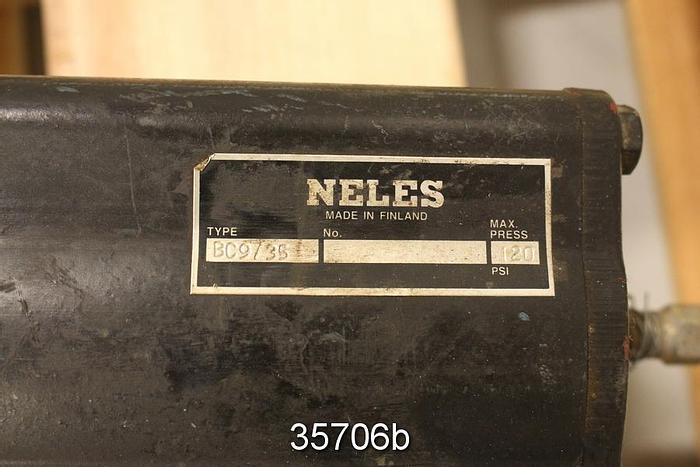 NELES
MADE IN FINLAND
TYPE No. MAX. PRESS
BC9/35 120
PSI
35706b